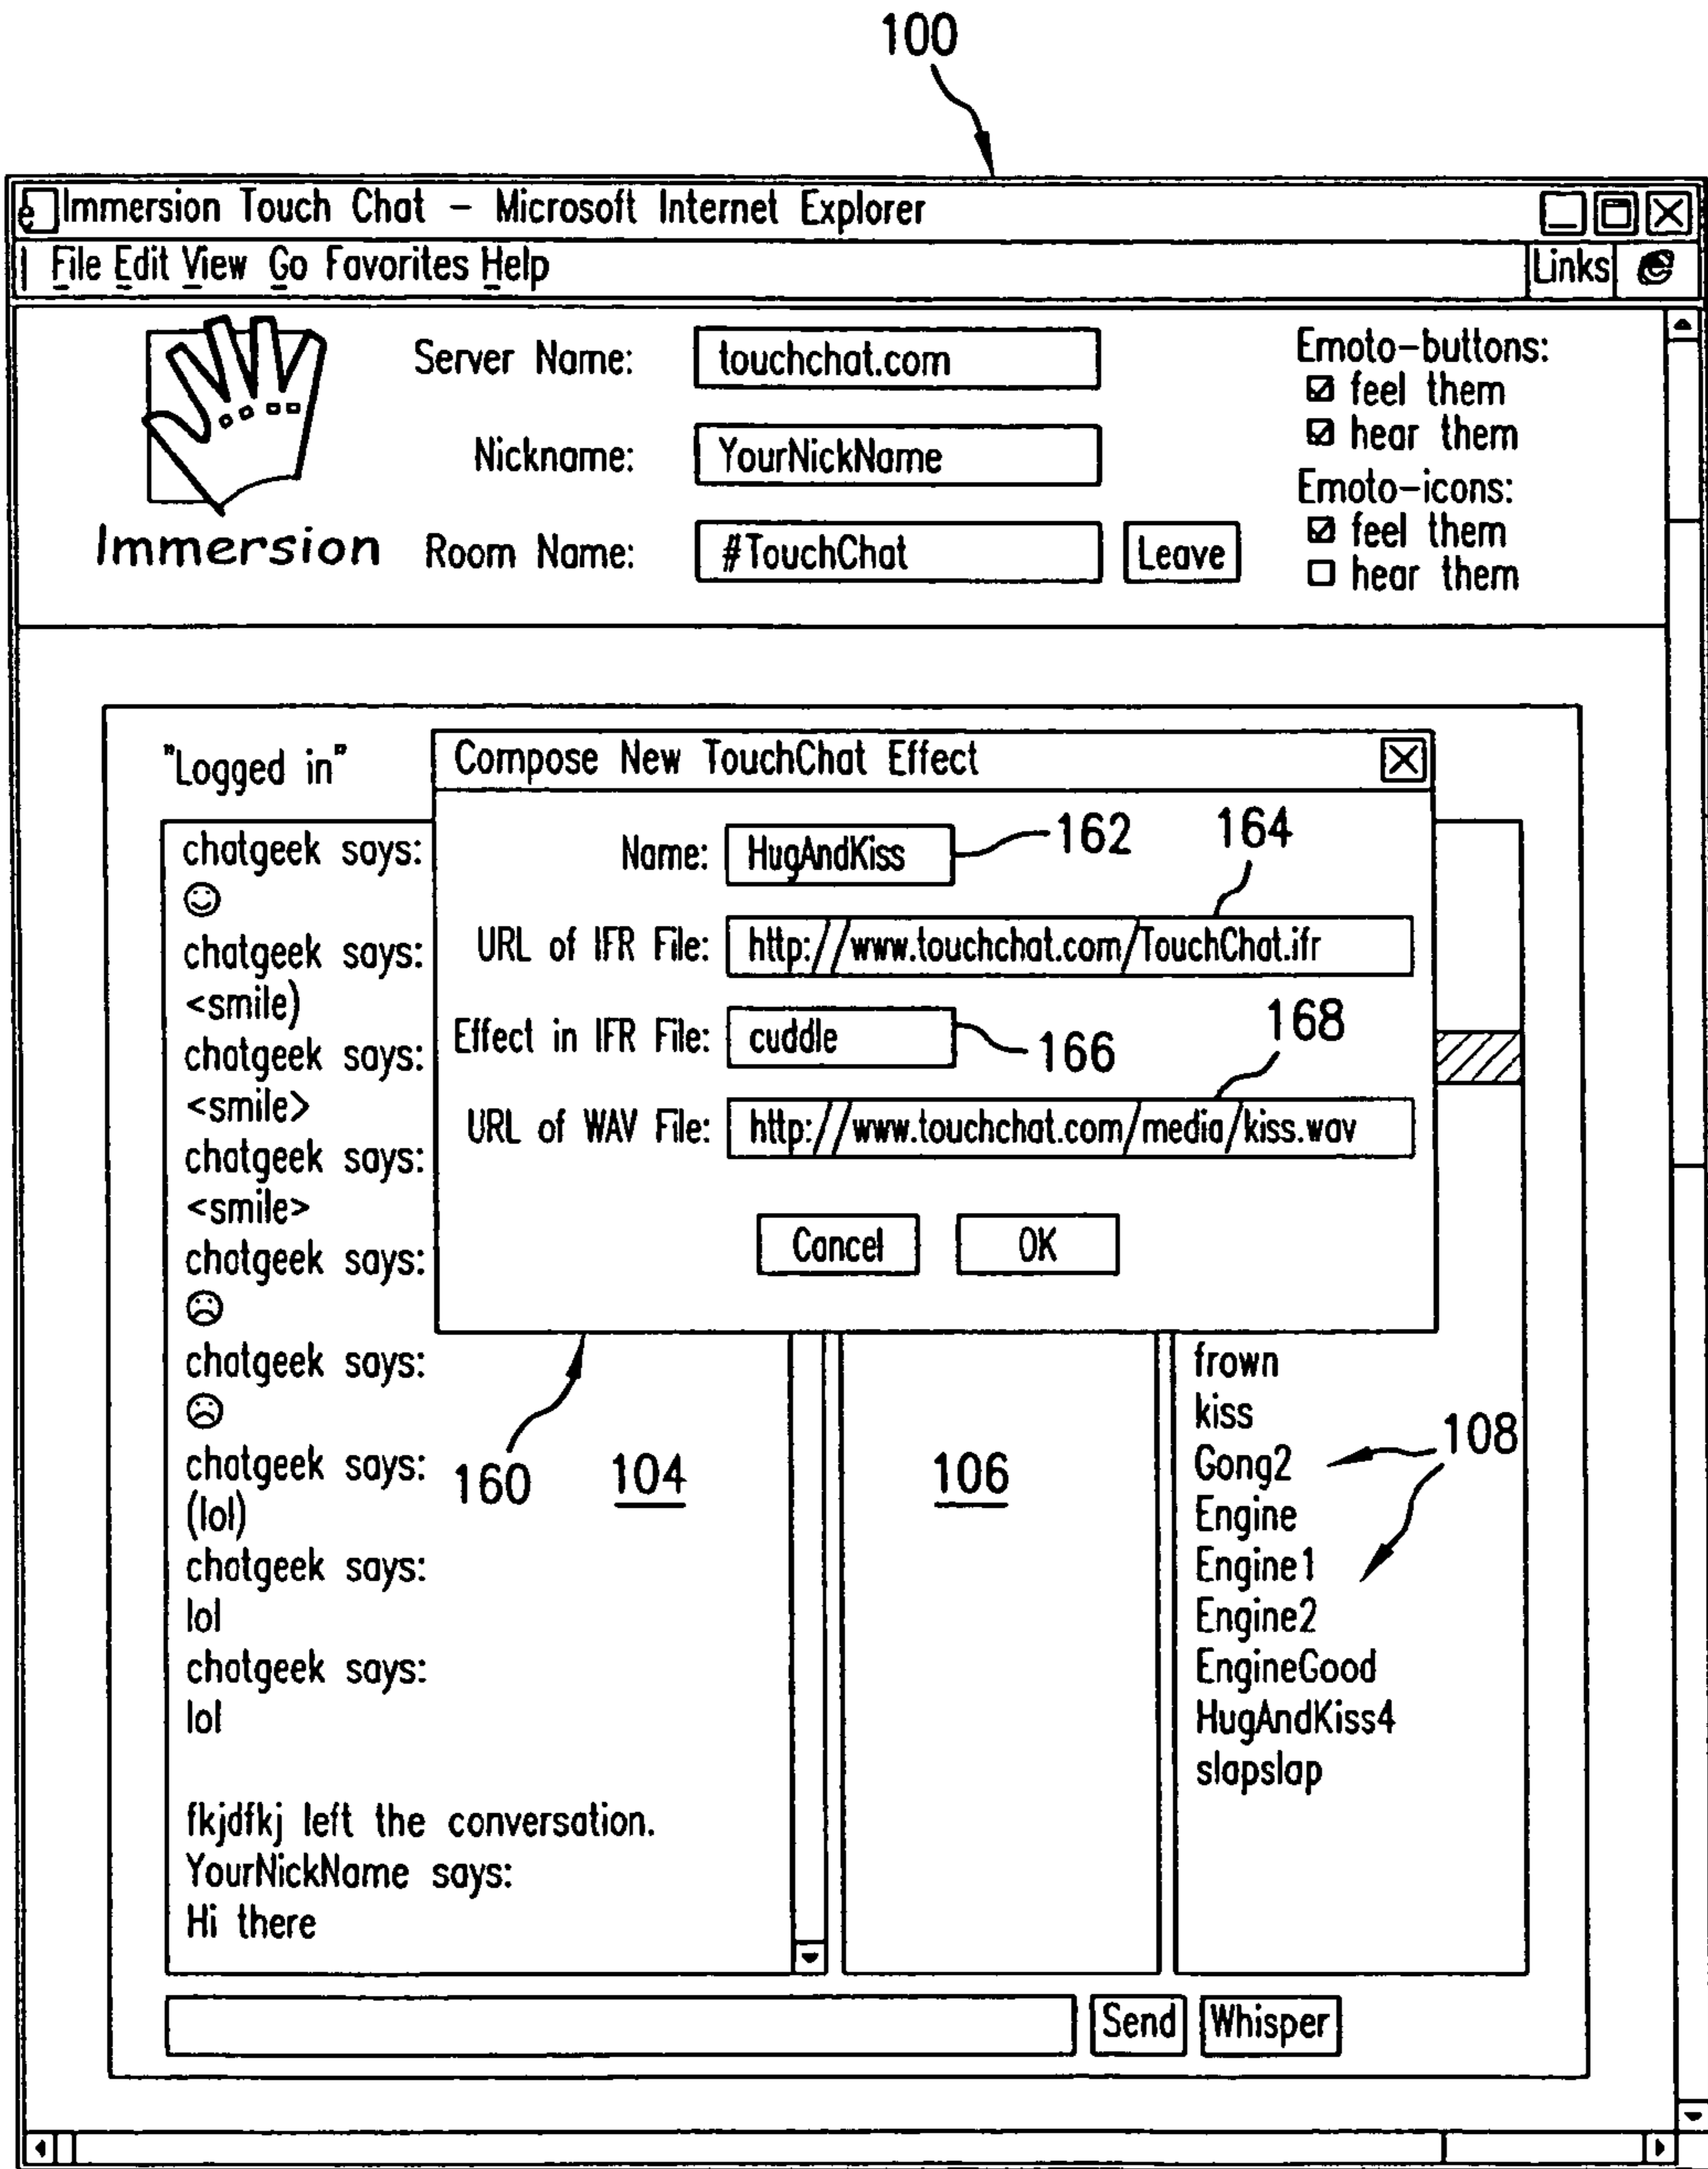 100
Immersion Touch Chat – Microsoft Internet Explorer
File Edit View Go Favorites Help
Links
Immersion
Server Name: touchchat.com
Nickname: YourNickName
Room Name: #TouchChat Leave
Emoto-buttons:
feel them
hear them
Emoto-icons:
feel them
hear them
"Logged in"
Compose New TouchChat Effect
Name: HugAndKiss 162
164
URL of IFR File: http://www.touchchat.com/TouchChat.ifr
Effect in IFR File: cuddle 166
168
URL of WAV File: http://www.touchchat.com/media/kiss.wav
Cancel OK
160
chatgeek says:
☺
chatgeek says:
<smile)
chatgeek says:
<smile>
chatgeek says:
<smile>
chatgeek says:
☹
chatgeek says:
☹
chatgeek says:
(lol)
chatgeek says:
lol
chatgeek says:
lol
fkjdfkj left the conversation.
YourNickName says:
Hi there
104
106
frown
kiss
Gong2
Engine
Engine1
Engine2
EngineGood
HugAndKiss4
slapslap
108
Send Whisper